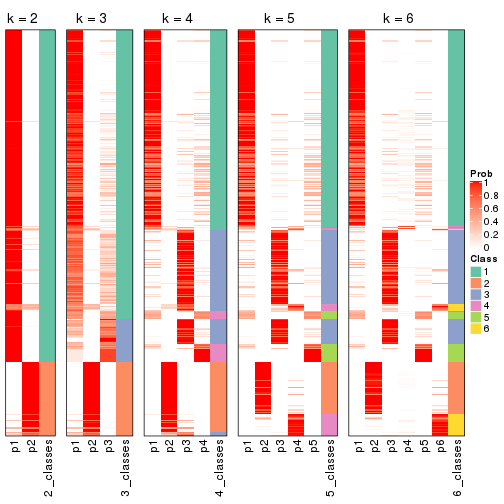 k = 2
k = 3
k = 4
k = 5
k = 6
p1
p2
2_classes
p1
p2
p3
3_classes
p1
p2
p3
p4
4_classes
p1
p2
p3
p4
p5
5_classes
p1
p2
p3
p4
p5
p6
6_classes
Prob
1
0.8
0.6
0.4
0.2
0
Class
1
2
3
4
5
6